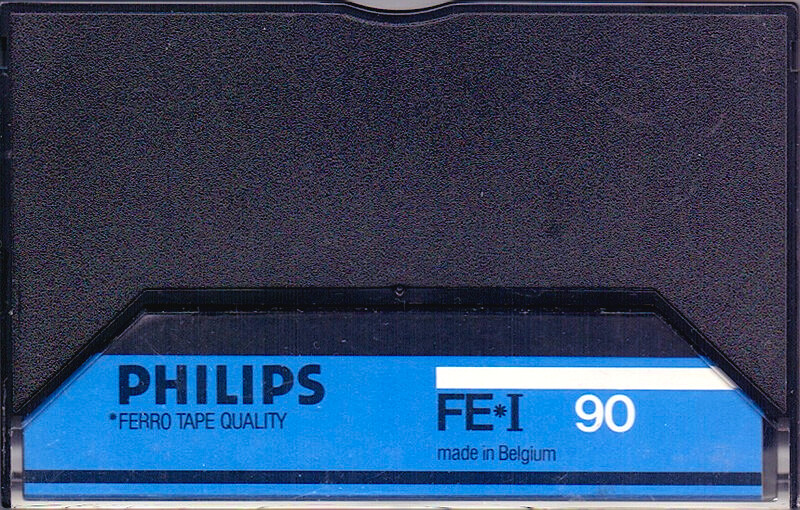 PHILIPS
*FERRO TAPE QUALITY
FE*I 90
made in Belgium